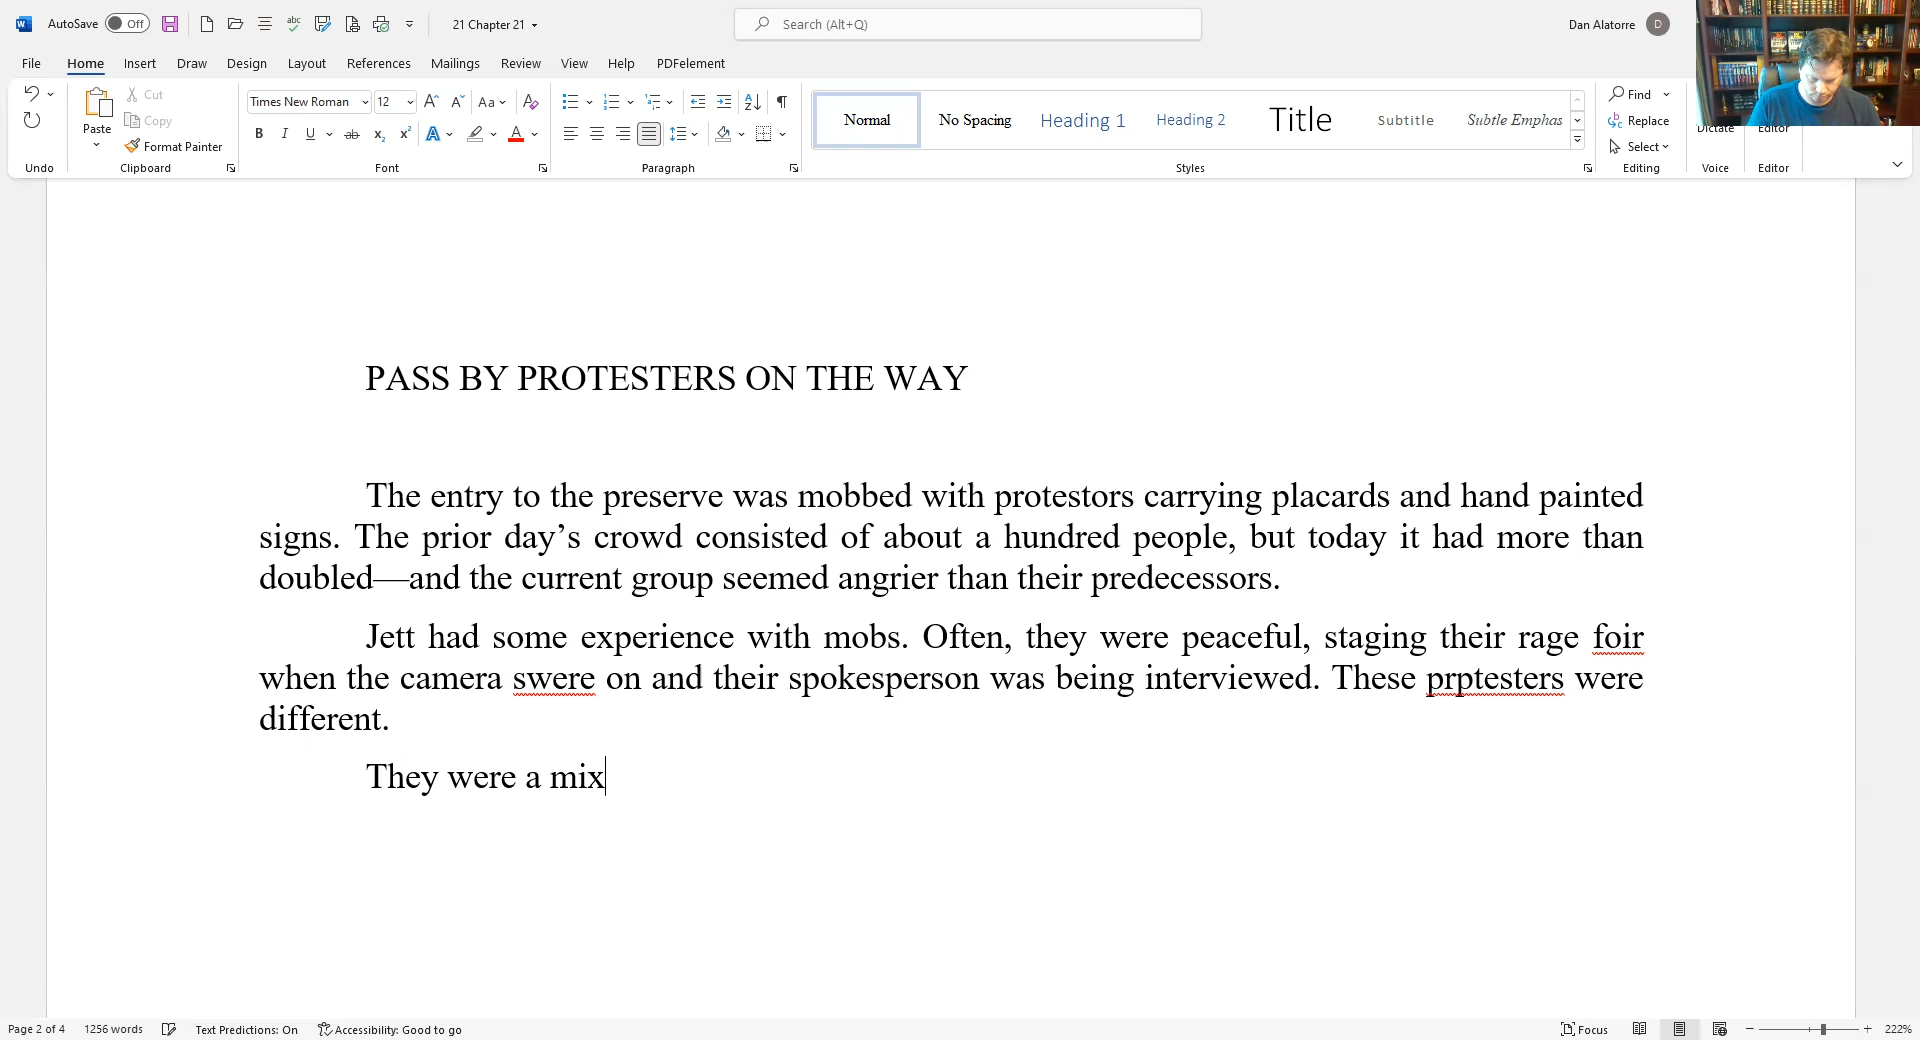 AutoSave Off 21 Chapter 21 Search (Alt+Q) Dan Alatorre D
File Home Insert Draw Design Layout References Mailings Review View Help PDFelement
Undo
Paste Cut Copy Format Painter
Clipboard
Times New Roman 12 Aa
B I U ab x₂ x² A A
Font
Paragraph
Normal No Spacing Heading 1 Heading 2 Title Subtitle Subtle Emphas
Styles
Find
Replace
Select
Editing
Dictate
Voice
Editor
Editor
PASS BY PROTESTERS ON THE WAY
The entry to the preserve was mobbed with protestors carrying placards and hand painted
signs. The prior day’s crowd consisted of about a hundred people, but today it had more than
doubled—and the current group seemed angrier than their predecessors.
Jett had some experience with mobs. Often, they were peaceful, staging their rage foir
when the camera swere on and their spokesperson was being interviewed. These prptesters were
different.
They were a mix
Page 2 of 4 1256 words Text Predictions: On Accessibility: Good to go Focus 222%